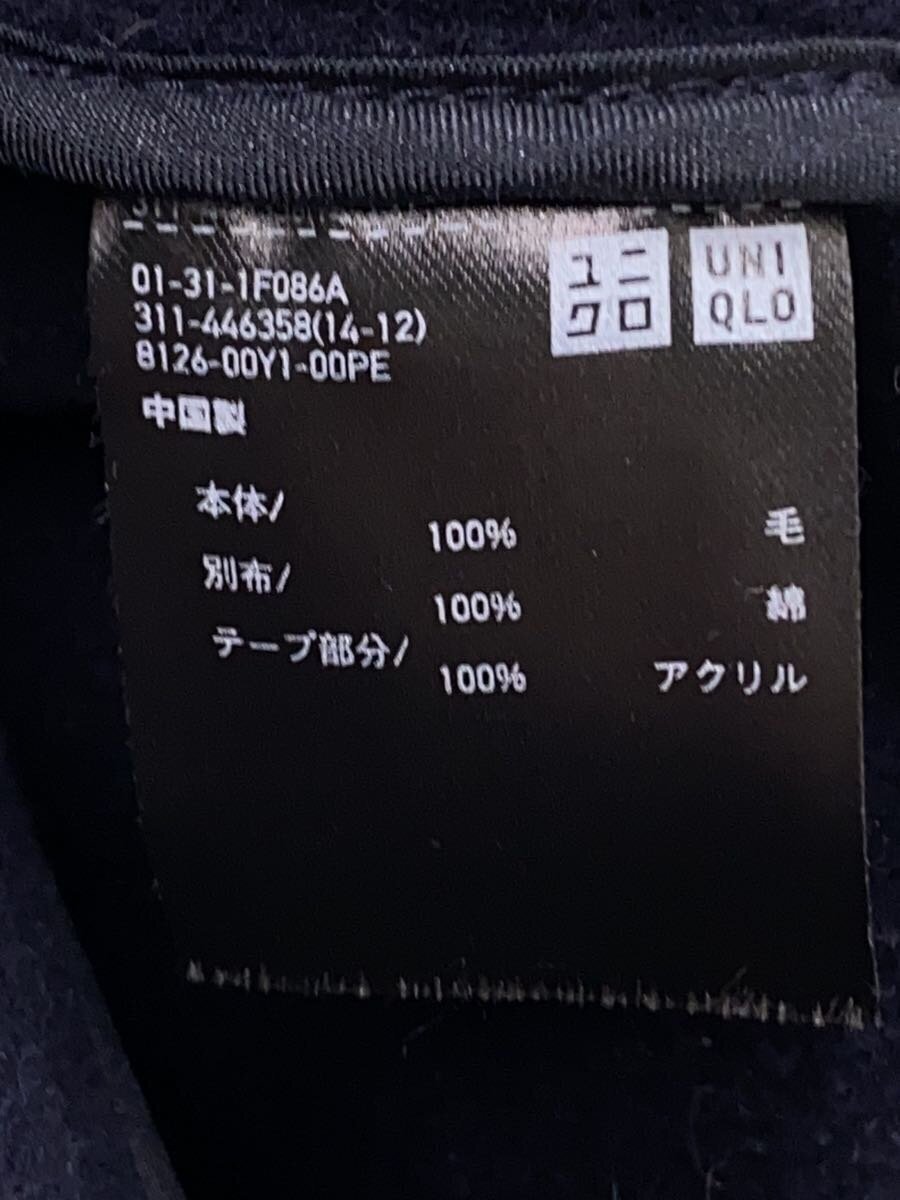 01-31-1F086A
311-446358(14-12)
8126-00Y1-00PE
ユニ
クロ
UNI
QLO
中国製
本体/
100% 毛
別布/
100% 綿
テープ部分/
100% アクリル